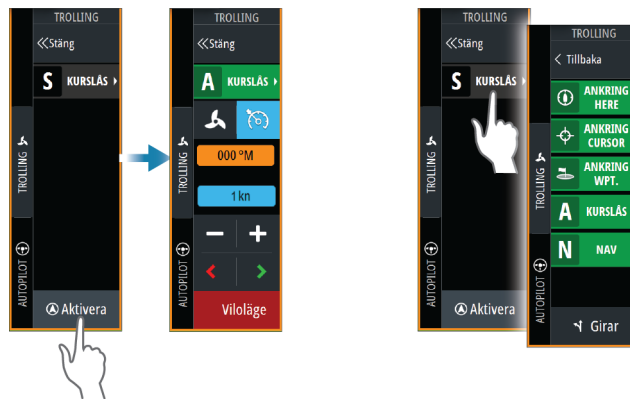 TROLLING
Stäng
S KURSLÅS
TROLLING
AUTOPILOT
Aktivera
TROLLING
Stäng
A KURSLÅS
000 °M
1 kn
TROLLING
AUTOPILOT
Viloläge
TROLLING
Stäng
S KURSLÅS
TROLLING
AUTOPILOT
Aktivera
TROLLING
Tillbaka
ANKRING
HERE
ANKRING
CURSOR
ANKRING
WPT.
A KURSLÅS
N NAV
TROLLING
AUTOPILOT
Girar